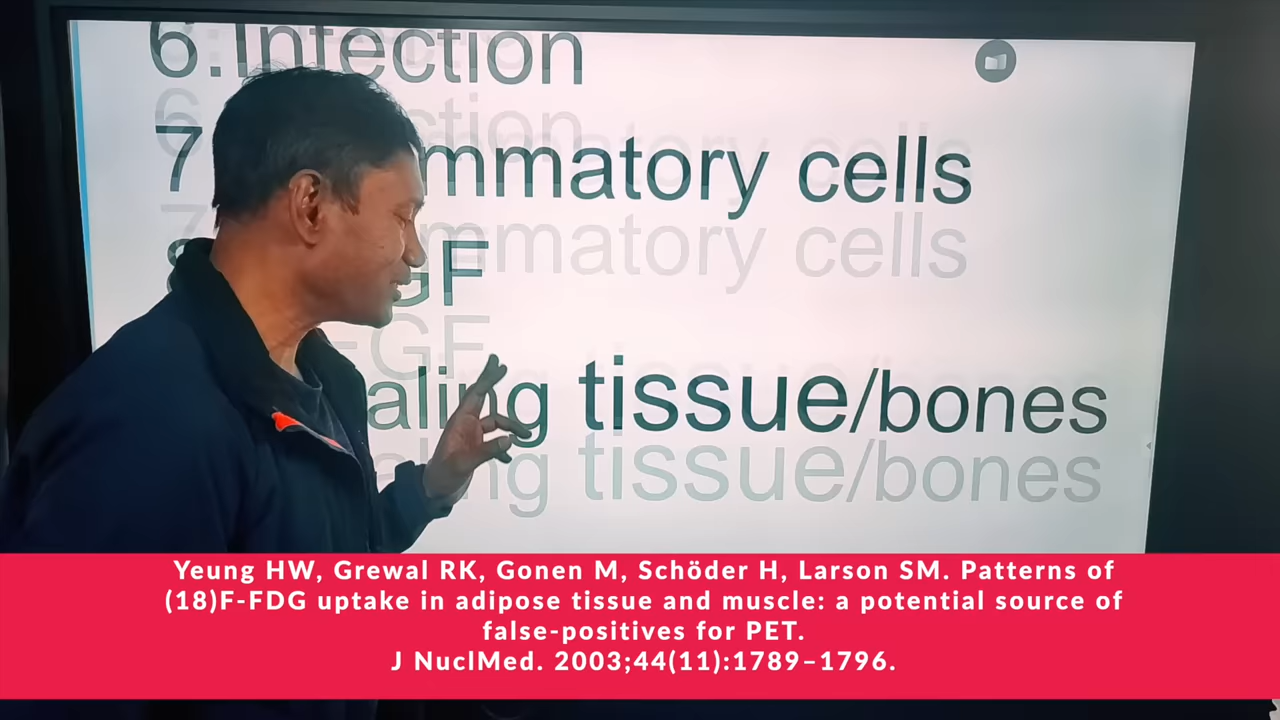 6.Infection
7 mmatory cells
GF
aling tissue/bones
Yeung HW, Grewal RK, Gonen M, Schöder H, Larson SM. Patterns of
(18)F-FDG uptake in adipose tissue and muscle: a potential source of
false-positives for PET.
J NuclMed. 2003;44(11):1789–1796.